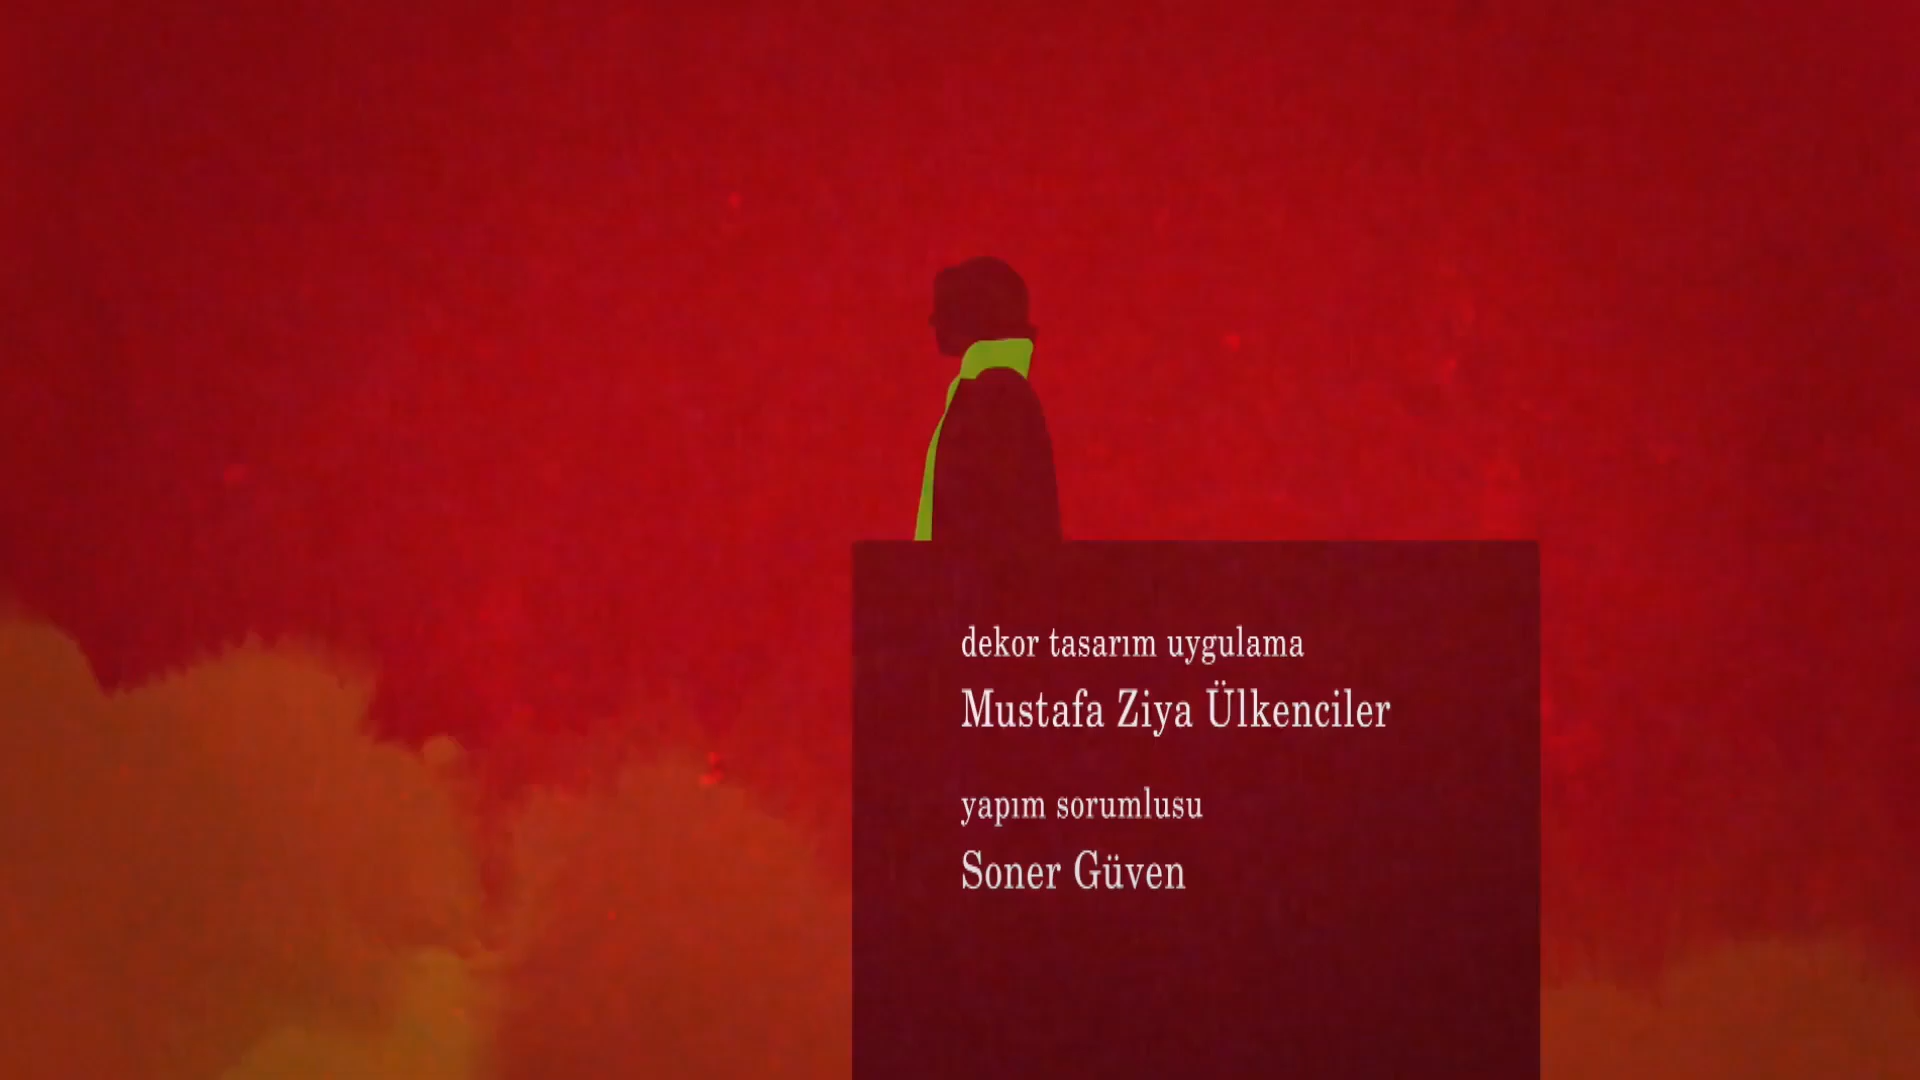 dekor tasarım uygulama
Mustafa Ziya Ülkenciler
yapım sorumlusu
Soner Güven